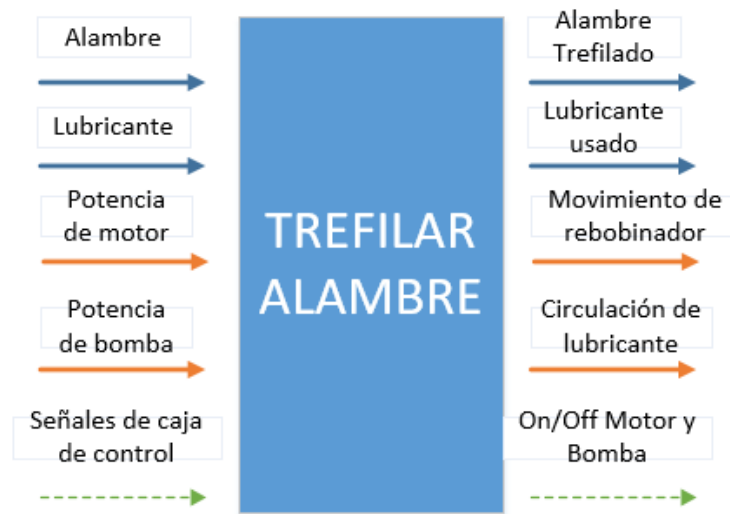 Alambre
Lubricante
Potencia
de motor
Potencia
de bomba
Señales de caja
de control
TREFILAR
ALAMBRE
Alambre
Trefilado
Lubricante
usado
Movimiento de
rebobinador
Circulación de
lubricante
On/Off Motor y
Bomba